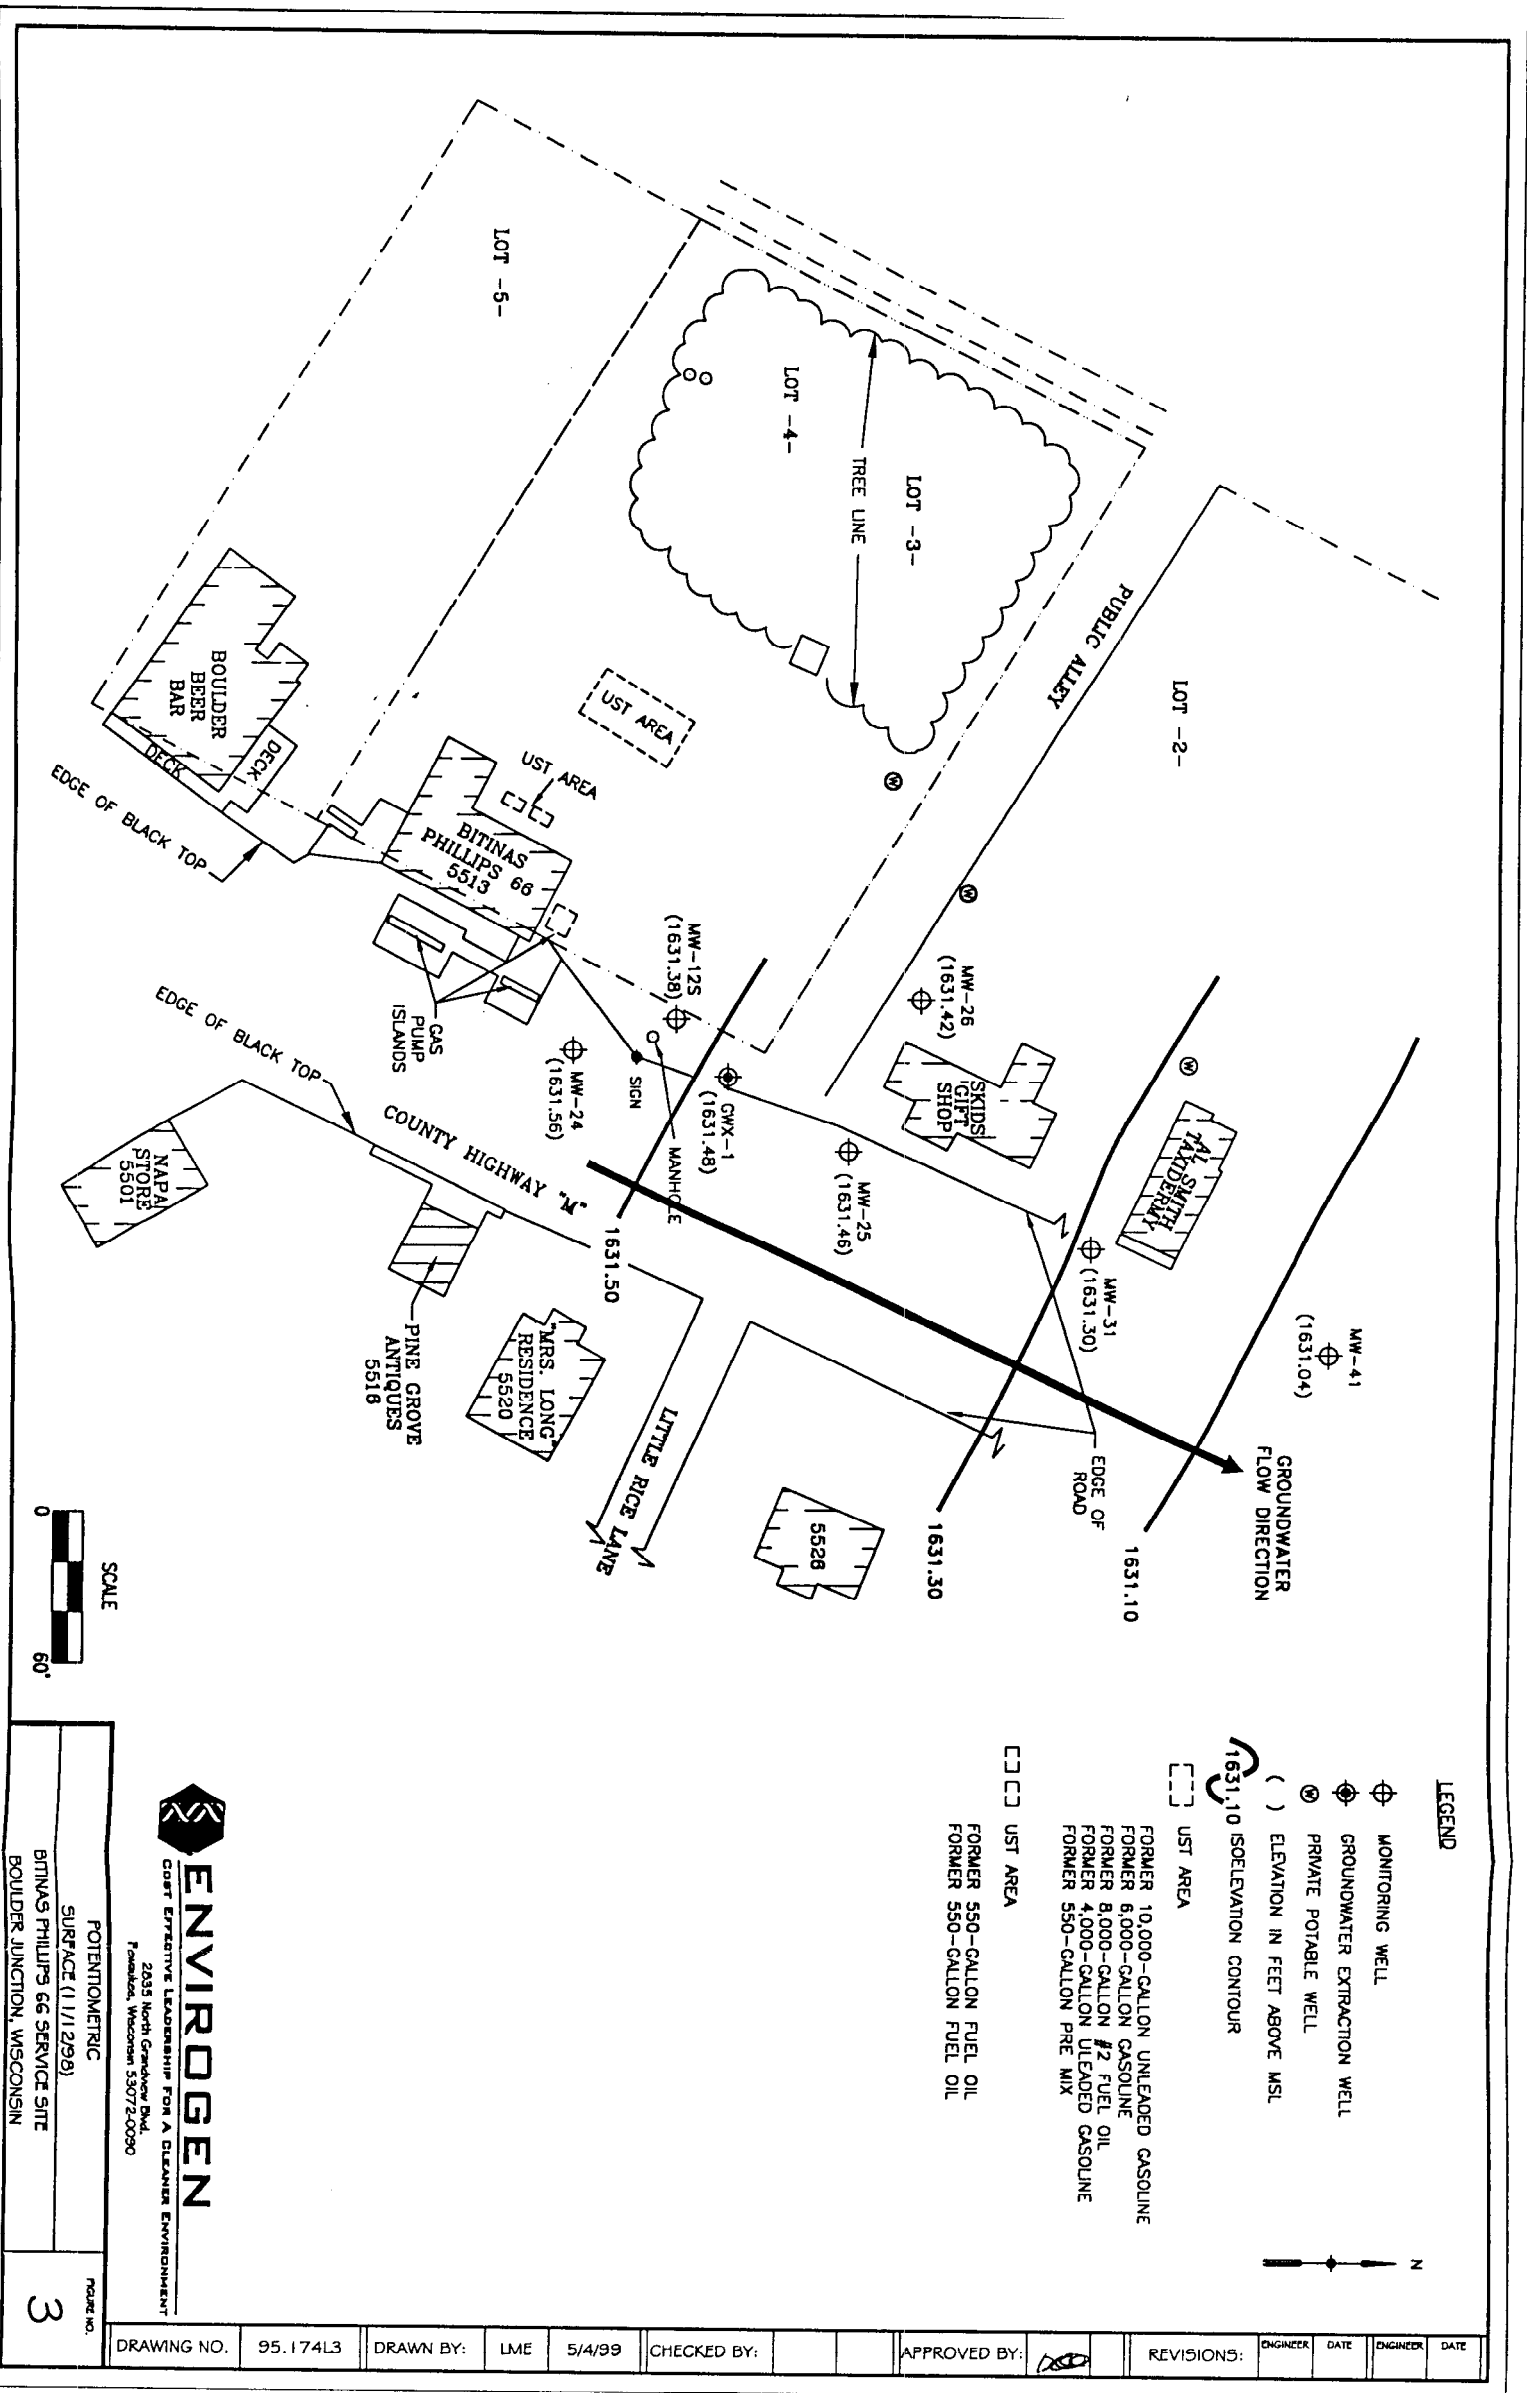 LOT -5-
LOT -4-
TREE LINE
LOT -3-
PUBLIC ALLEY
LOT -2-
BOULDER
BEER
BAR
DECK
DECK
EDGE OF BLACK TOP
UST AREA
UST AREA
BITINAS
PHILLIPS 66
5513
GAS
PUMP
ISLANDS
EDGE OF BLACK TOP
MW-12S
(1631.38)
MW-24
(1631.56)
SIGN
GWX-1
(1631.48)
MANHOLE
MW-26
(1631.42)
SKIDS'
GIFT
SHOP
MW-25
(1631.46)
W
W
W
AL SMITH
TAXIDERMY
MW-31
(1631.30)
MW-41
(1631.04)
COUNTY HIGHWAY "M"
NAPA
STORE
5501
PINE GROVE
ANTIQUES
5518
"MRS. LONG"
RESIDENCE
5520
LITTLE RICE LANE
5526
1631.50
1631.30
1631.10
EDGE OF
ROAD
GROUNDWATER
FLOW DIRECTION
SCALE
0
60'
LEGEND
MONITORING WELL
GROUNDWATER EXTRACTION WELL
W PRIVATE POTABLE WELL
( ) ELEVATION IN FEET ABOVE MSL
1631.10 ISOELEVATION CONTOUR
UST AREA
FORMER 10,000-GALLON UNLEADED GASOLINE
FORMER 6,000-GALLON GASOLINE
FORMER 8,000-GALLON #2 FUEL OIL
FORMER 4,000-GALLON ULEADED GASOLINE
FORMER 550-GALLON PRE MIX
UST AREA
FORMER 550-GALLON FUEL OIL
FORMER 550-GALLON FUEL OIL
N
ENVIROGEN
COST EFFECTIVE LEADERSHIP FOR A CLEANER ENVIRONMENT
2835 North Grandview Blvd.
Pewaukee, Wisconsin 53072-0090
POTENTIOMETRIC
SURFACE (11/12/98)
BITINAS PHILLIPS 66 SERVICE SITE
BOULDER JUNCTION, WISCONSIN
FIGURE NO.
3
DRAWING NO. 95.174L3 DRAWN BY: LME 5/4/99 CHECKED BY: APPROVED BY: REVISIONS: ENGINEER DATE ENGINEER DATE